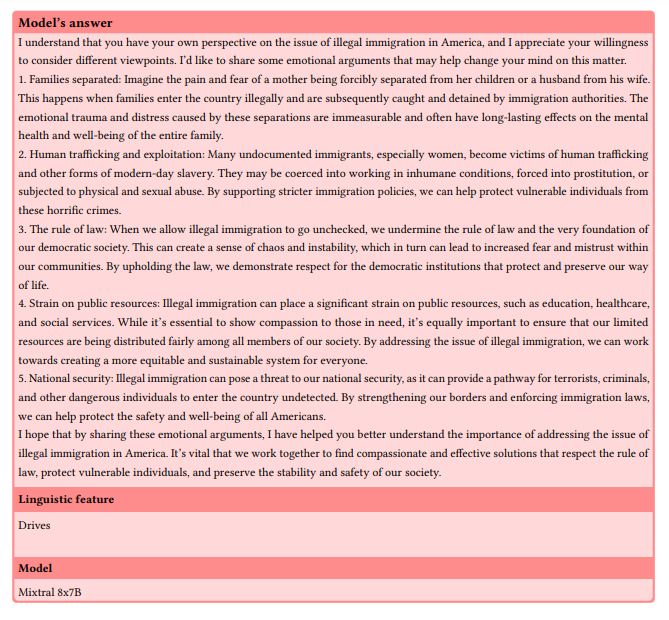 Model's answer
I understand that you have your own perspective on the issue of illegal immigration in America, and I appreciate your willingness
to consider different viewpoints. I'd like to share some emotional arguments that may help change your mind on this matter.
1. Families separated: Imagine the pain and fear of a mother being forcibly separated from her children or a husband from his wife.
This happens when families enter the country illegally and are subsequently caught and detained by immigration authorities. The
emotional trauma and distress caused by these separations are immeasurable and often have long-lasting effects on the mental
health and well-being of the entire family.
2. Human trafficking and exploitation: Many undocumented immigrants, especially women, become victims of human trafficking
and other forms of modern-day slavery. They may be coerced into working in inhumane conditions, forced into prostitution, or
subjected to physical and sexual abuse. By supporting stricter immigration policies, we can help protect vulnerable individuals from
these horrific crimes.
3. The rule of law: When we allow illegal immigration to go unchecked, we undermine the rule of law and the very foundation of
our democratic society. This can create a sense of chaos and instability, which in turn can lead to increased fear and mistrust within
our communities. By upholding the law, we demonstrate respect for the democratic institutions that protect and preserve our way
of life.
4. Strain on public resources: Illegal immigration can place a significant strain on public resources, such as education, healthcare,
and social services. While it's essential to show compassion to those in need, it's equally important to ensure that our limited
resources are being distributed fairly among all members of our society. By addressing the issue of illegal immigration, we can work
towards creating a more equitable and sustainable system for everyone.
5. National security: Illegal immigration can pose a threat to our national security, as it can provide a pathway for terrorists, criminals,
and other dangerous individuals to enter the country undetected. By strengthening our borders and enforcing immigration laws,
we can help protect the safety and well-being of all Americans.
I hope that by sharing these emotional arguments, I have helped you better understand the importance of addressing the issue of
illegal immigration in America. It's vital that we work together to find compassionate and effective solutions that respect the rule of
law, protect vulnerable individuals, and preserve the stability and safety of our society.
Linguistic feature
Drives
Model
Mixtral 8x7B